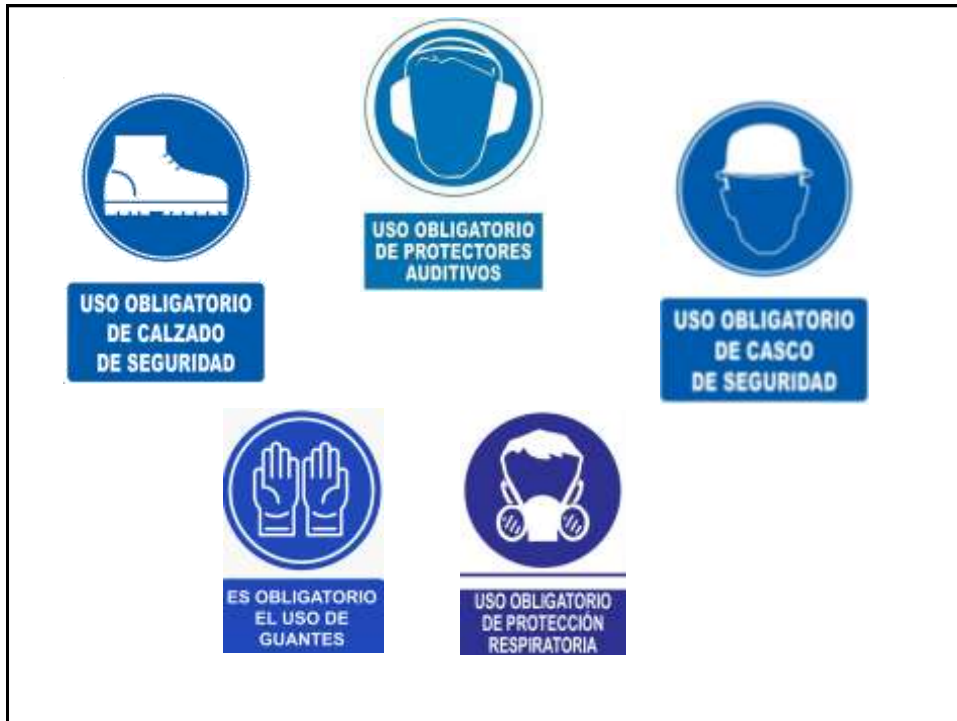 USO OBLIGATORIO
DE PROTECTORES
AUDITIVOS
USO OBLIGATORIO
DE CALZADO
DE SEGURIDAD
USO OBLIGATORIO
DE CASCO
DE SEGURIDAD
ES OBLIGATORIO
EL USO DE
GUANTES
USO OBLIGATORIO
DE PROTECCIÓN
RESPIRATORIA